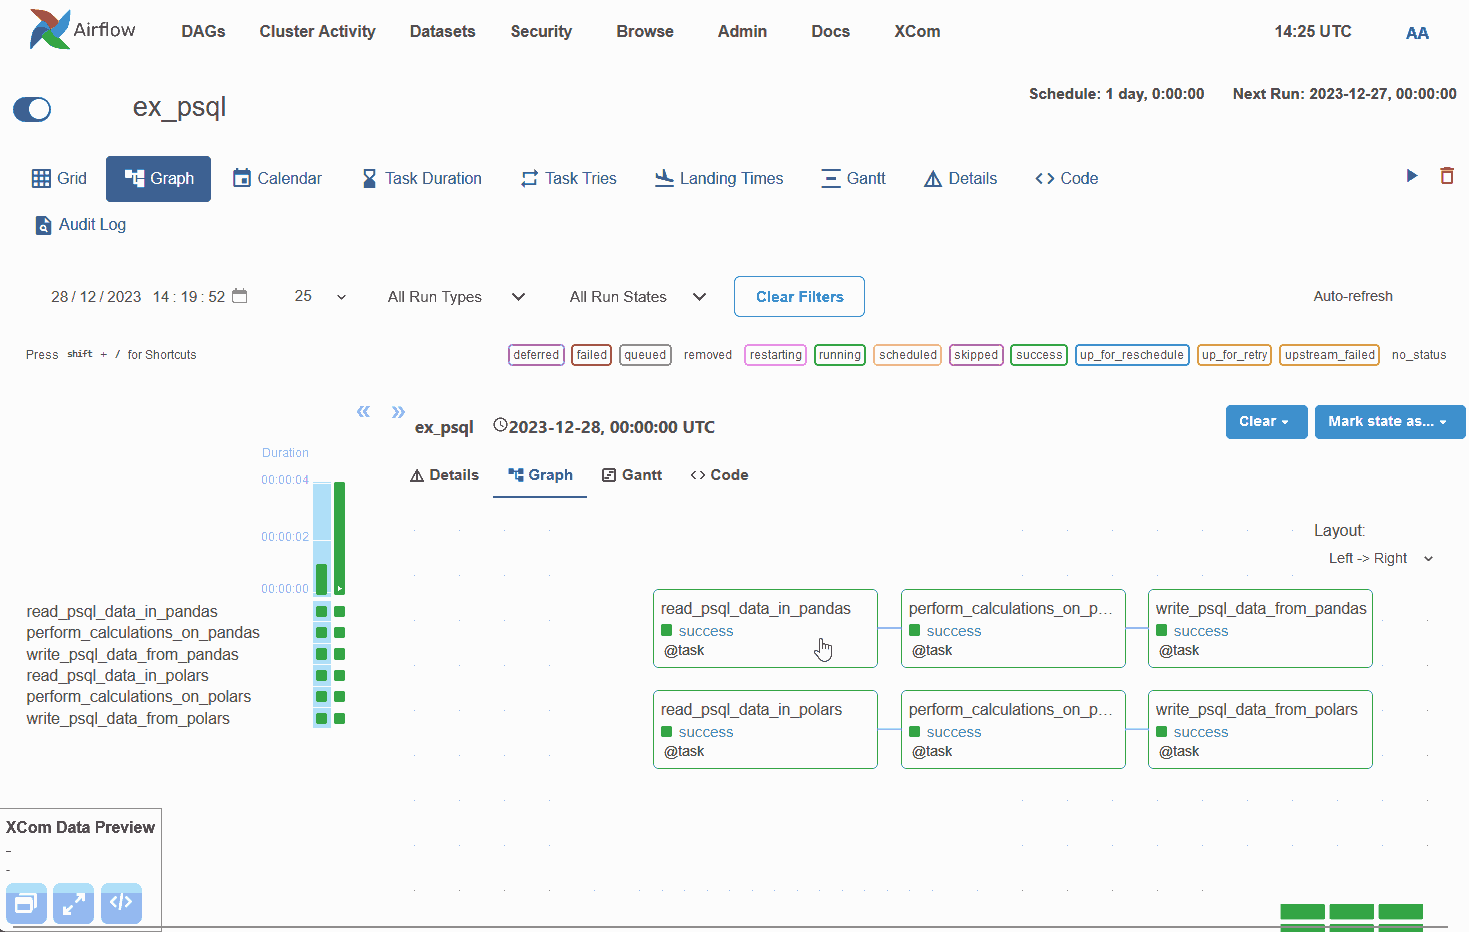 Airflow DAGs Cluster Activity Datasets Security Browse Admin Docs XCom 14:25 UTC AA
ex_psql Schedule: 1 day, 0:00:00 Next Run: 2023-12-27, 00:00:00
Grid Graph Calendar Task Duration Task Tries Landing Times Gantt Details Code
Audit Log
28/12/2023 14:19:52 25 All Run Types All Run States Clear Filters Auto-refresh
Press shift + / for Shortcuts deferred failed queued removed restarting running scheduled skipped success up_for_reschedule up_for_retry upstream_failed no_status
« »
ex_psql 2023-12-28, 00:00:00 UTC Clear Mark state as...
Duration
00:00:04
00:00:02
00:00:00
Details Graph Gantt Code
Layout:
Left -> Right
read_psql_data_in_pandas
perform_calculations_on_pandas
write_psql_data_from_pandas
read_psql_data_in_polars
perform_calculations_on_polars
write_psql_data_from_polars
read_psql_data_in_pandas
success
@task
perform_calculations_on_p...
success
@task
write_psql_data_from_pandas
success
@task
read_psql_data_in_polars
success
@task
perform_calculations_on_p...
success
@task
write_psql_data_from_polars
success
@task
XCom Data Preview
-
-